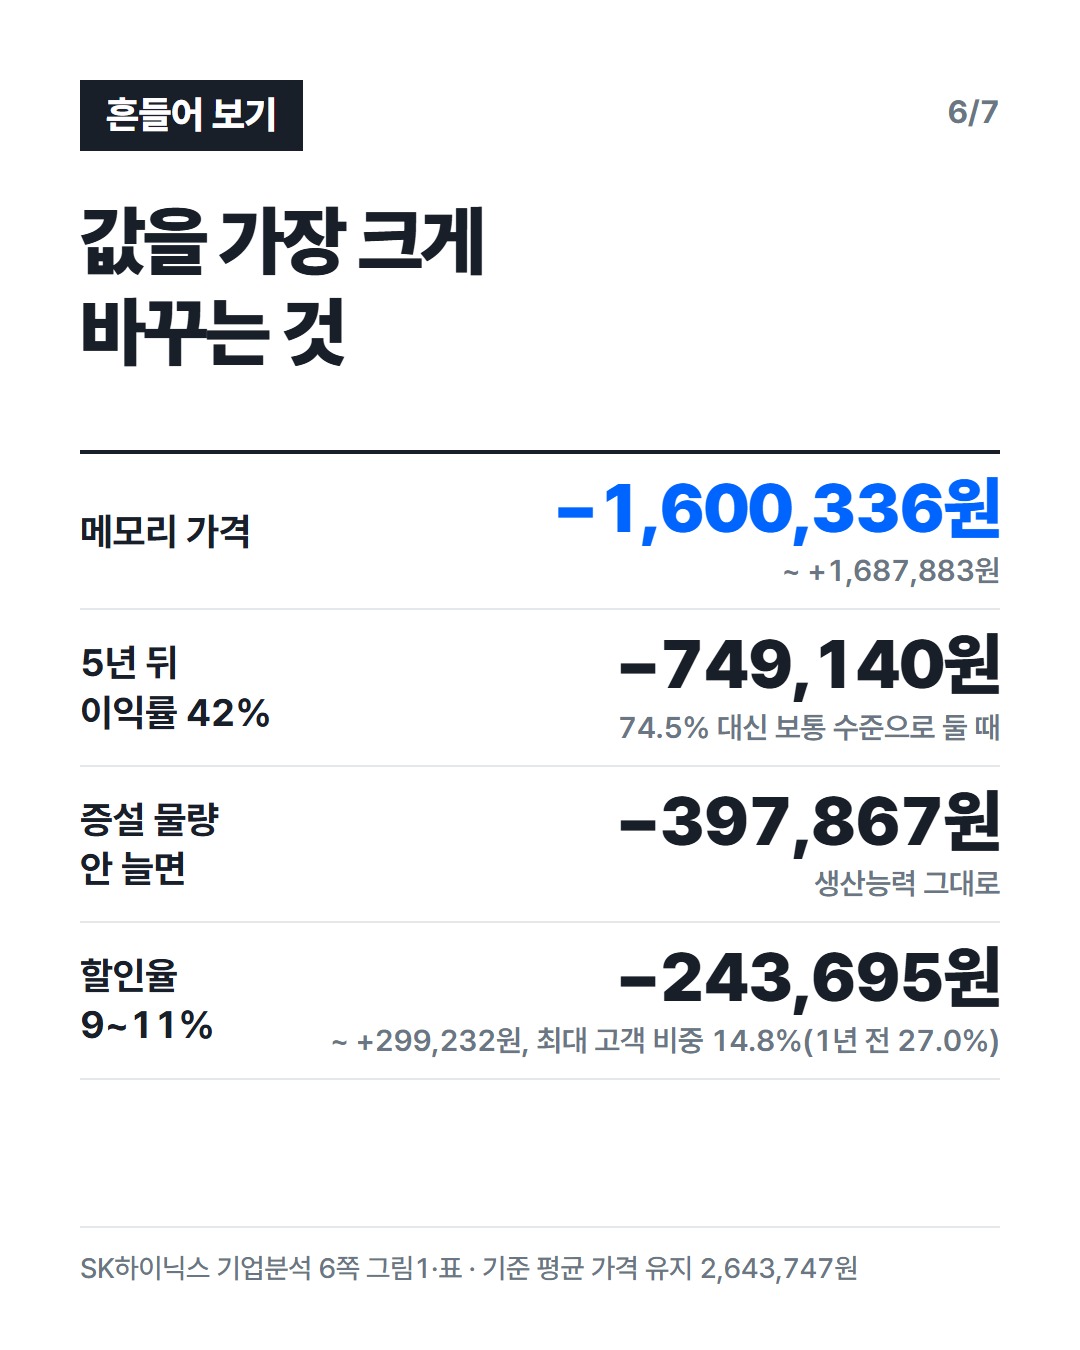 흔들어 보기
6/7
값을 가장 크게
바꾸는 것
메모리 가격
−1,600,336원
~ +1,687,883원
5년 뒤
이익률 42%
−749,140원
74.5% 대신 보통 수준으로 둘 때
증설 물량
안 늘면
−397,867원
생산능력 그대로
할인율
9~11%
−243,695원
~ +299,232원, 최대 고객 비중 14.8%(1년 전 27.0%)
SK하이닉스 기업분석 6쪽 그림1·표 · 기준 평균 가격 유지 2,643,747원